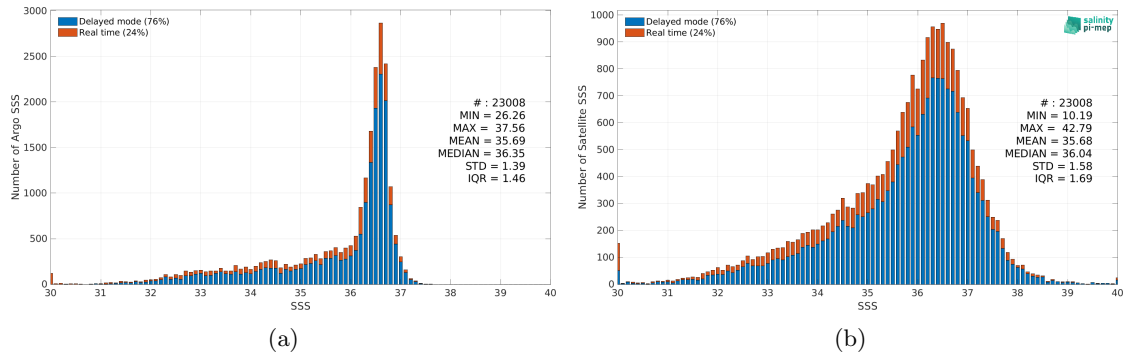 Delayed mode (76%)
Real time (24%)
3000
2500
2000
1500
1000
500
0
Number of Argo SSS
# : 23008
MIN = 26.26
MAX = 37.56
MEAN = 35.69
MEDIAN = 36.35
STD = 1.39
IQR = 1.46
30 31 32 33 34 35 36 37 38 39 40
SSS
(a)
Delayed mode (76%)
Real time (24%)
salinity
pi-mep
1000
900
800
700
600
500
400
300
200
100
0
Number of Satellite SSS
# : 23008
MIN = 10.19
MAX = 42.79
MEAN = 35.68
MEDIAN = 36.04
STD = 1.58
IQR = 1.69
30 31 32 33 34 35 36 37 38 39 40
SSS
(b)